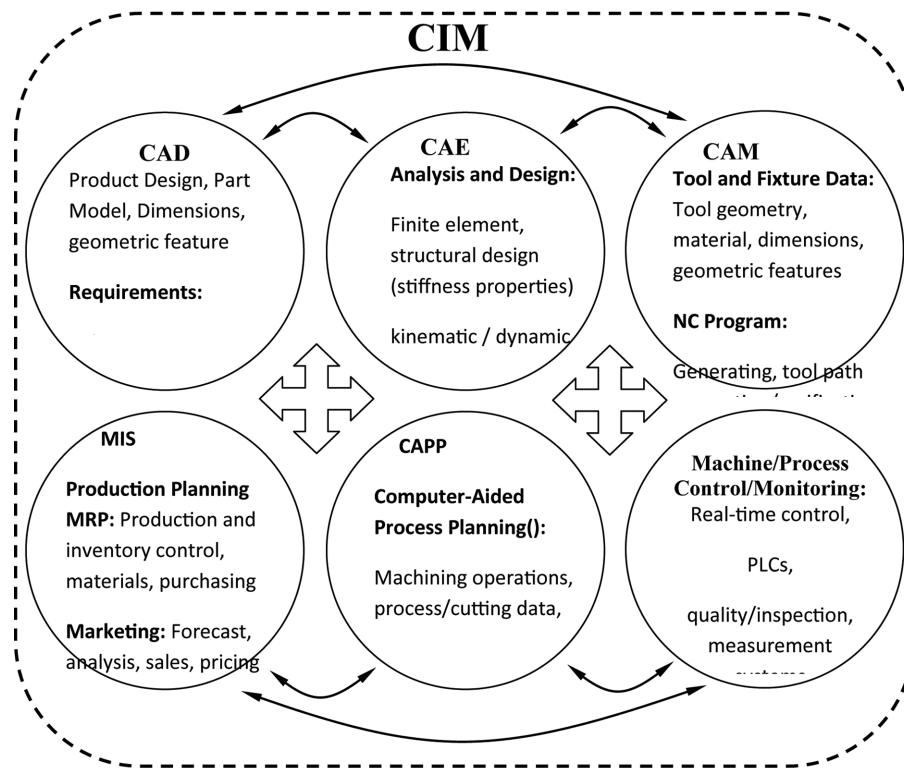 CIM
CAD
Product Design, Part
Model, Dimensions,
geometric feature
Requirements:
CAE
Analysis and Design:
Finite element,
structural design
(stiffness properties)
kinematic / dynamic
CAM
Tool and Fixture Data:
Tool geometry,
material, dimensions,
geometric features
NC Program:
Generating, tool path
MIS
Production Planning
MRP: Production and
inventory control,
materials, purchasing
Marketing: Forecast,
analysis, sales, pricing
CAPP
Computer-Aided
Process Planning():
Machining operations,
process/cutting data,
Machine/Process
Control/Monitoring:
Real-time control,
PLCs,
quality/inspection,
measurement